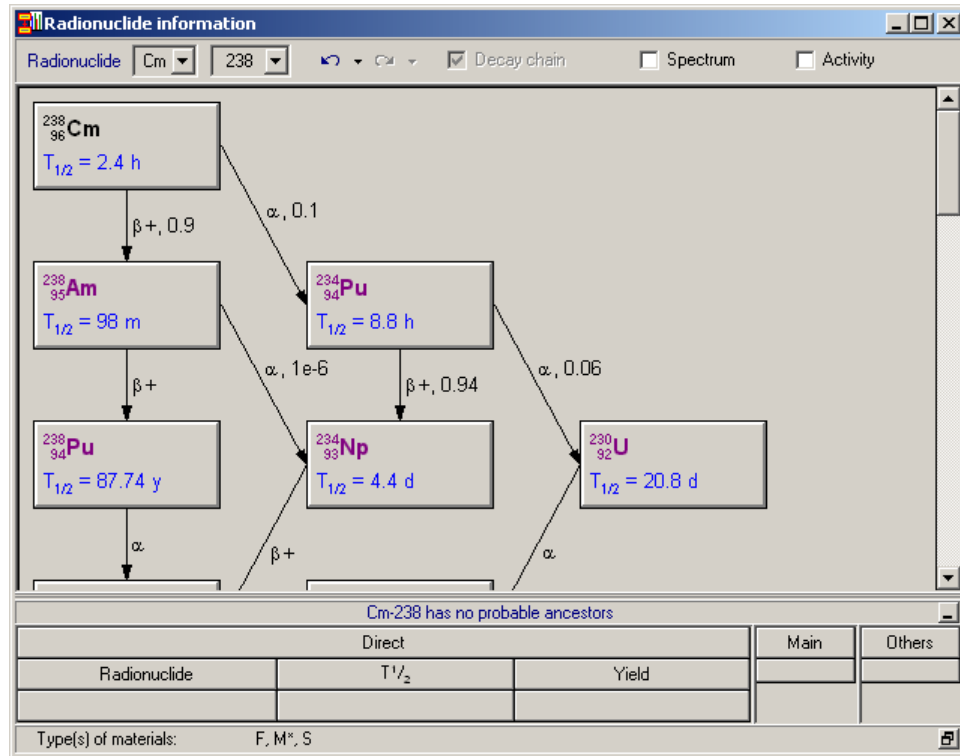 Radionuclide information
Radionuclide Cm 238 Decay chain Spectrum Activity
238 96 Cm
T1/2 = 2.4 h
β+, 0.9
α, 0.1
238 95 Am
T1/2 = 98 m
234 94 Pu
T1/2 = 8.8 h
β+
α, 1e-6
β+, 0.94
α, 0.06
238 94 Pu
T1/2 = 87.74 y
234 93 Np
T1/2 = 4.4 d
230 92 U
T1/2 = 20.8 d
α
β+
α
Cm-238 has no probable ancestors
Direct Main Others
Radionuclide T1/2 Yield
Type(s) of materials: F, M*, S